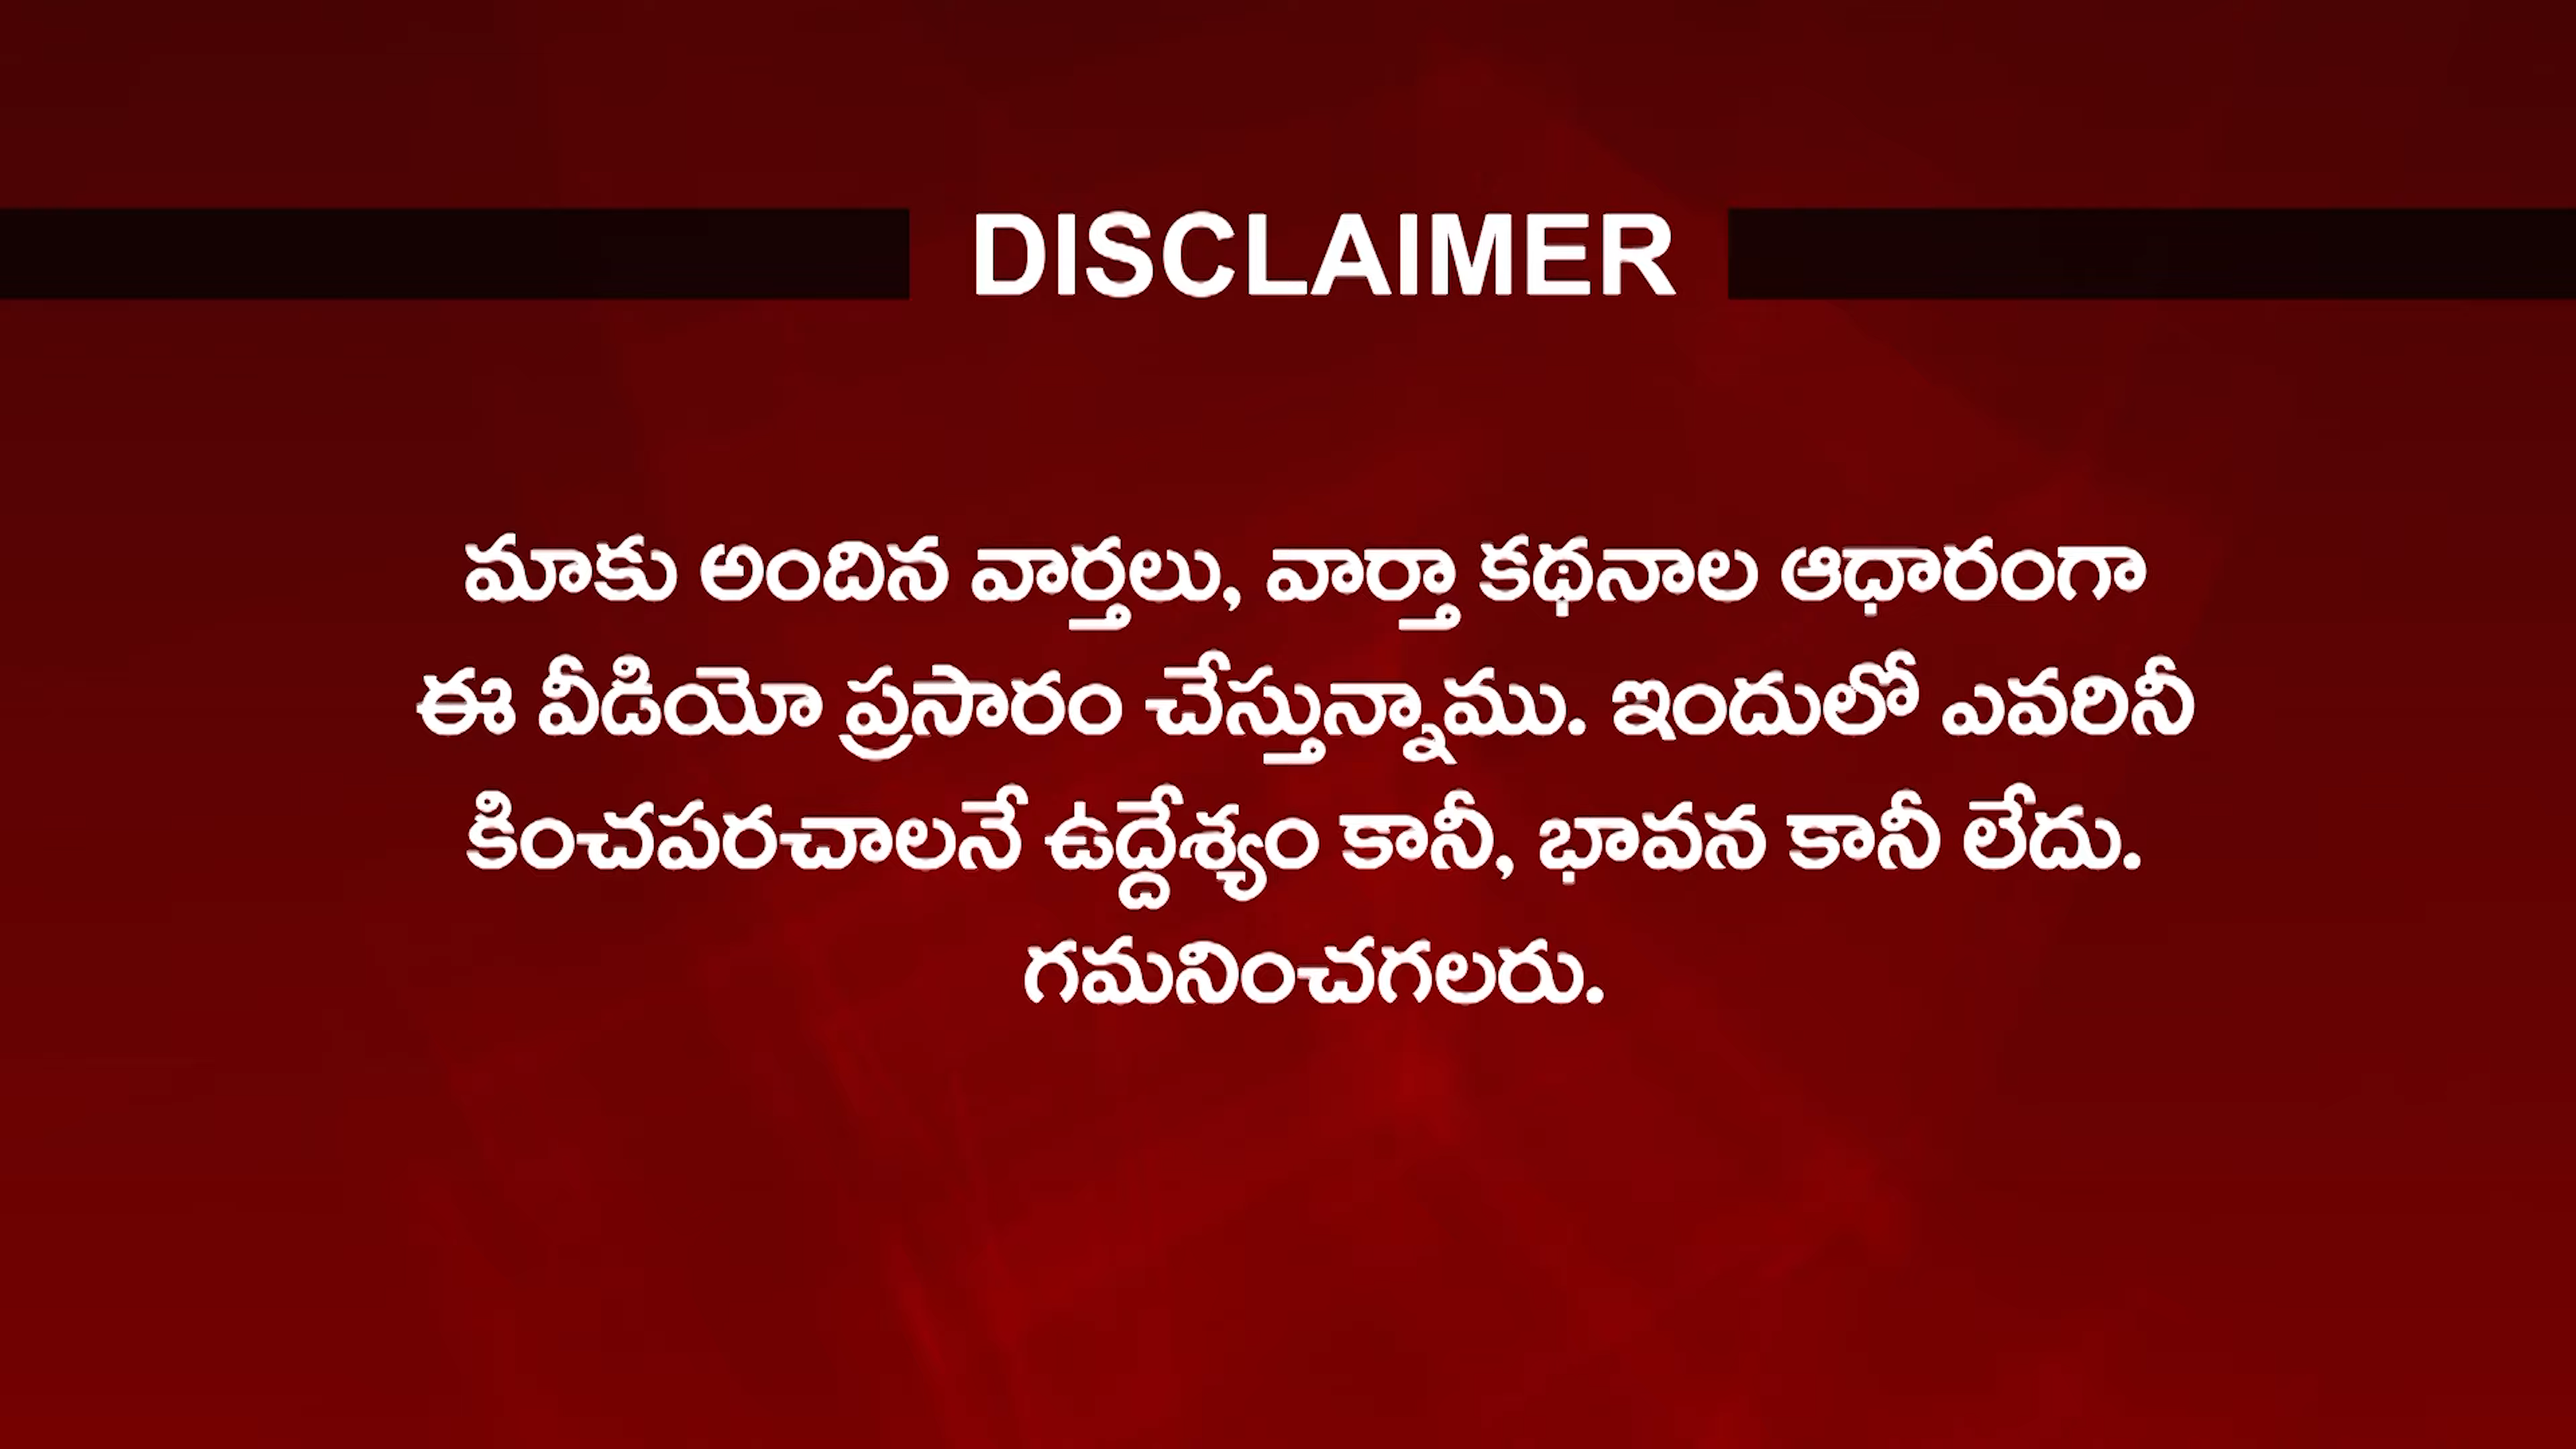 DISCLAIMER
మాకు అందిన వార్తలు, వార్తా కథనాల ఆధారంగా
ఈ వీడియో ప్రసారం చేస్తున్నాము. ఇందులో ఎవరినీ
కించపరచాలనే ఉద్దేశ్యం కానీ, భావన కానీ లేదు.
గమనించగలరు.